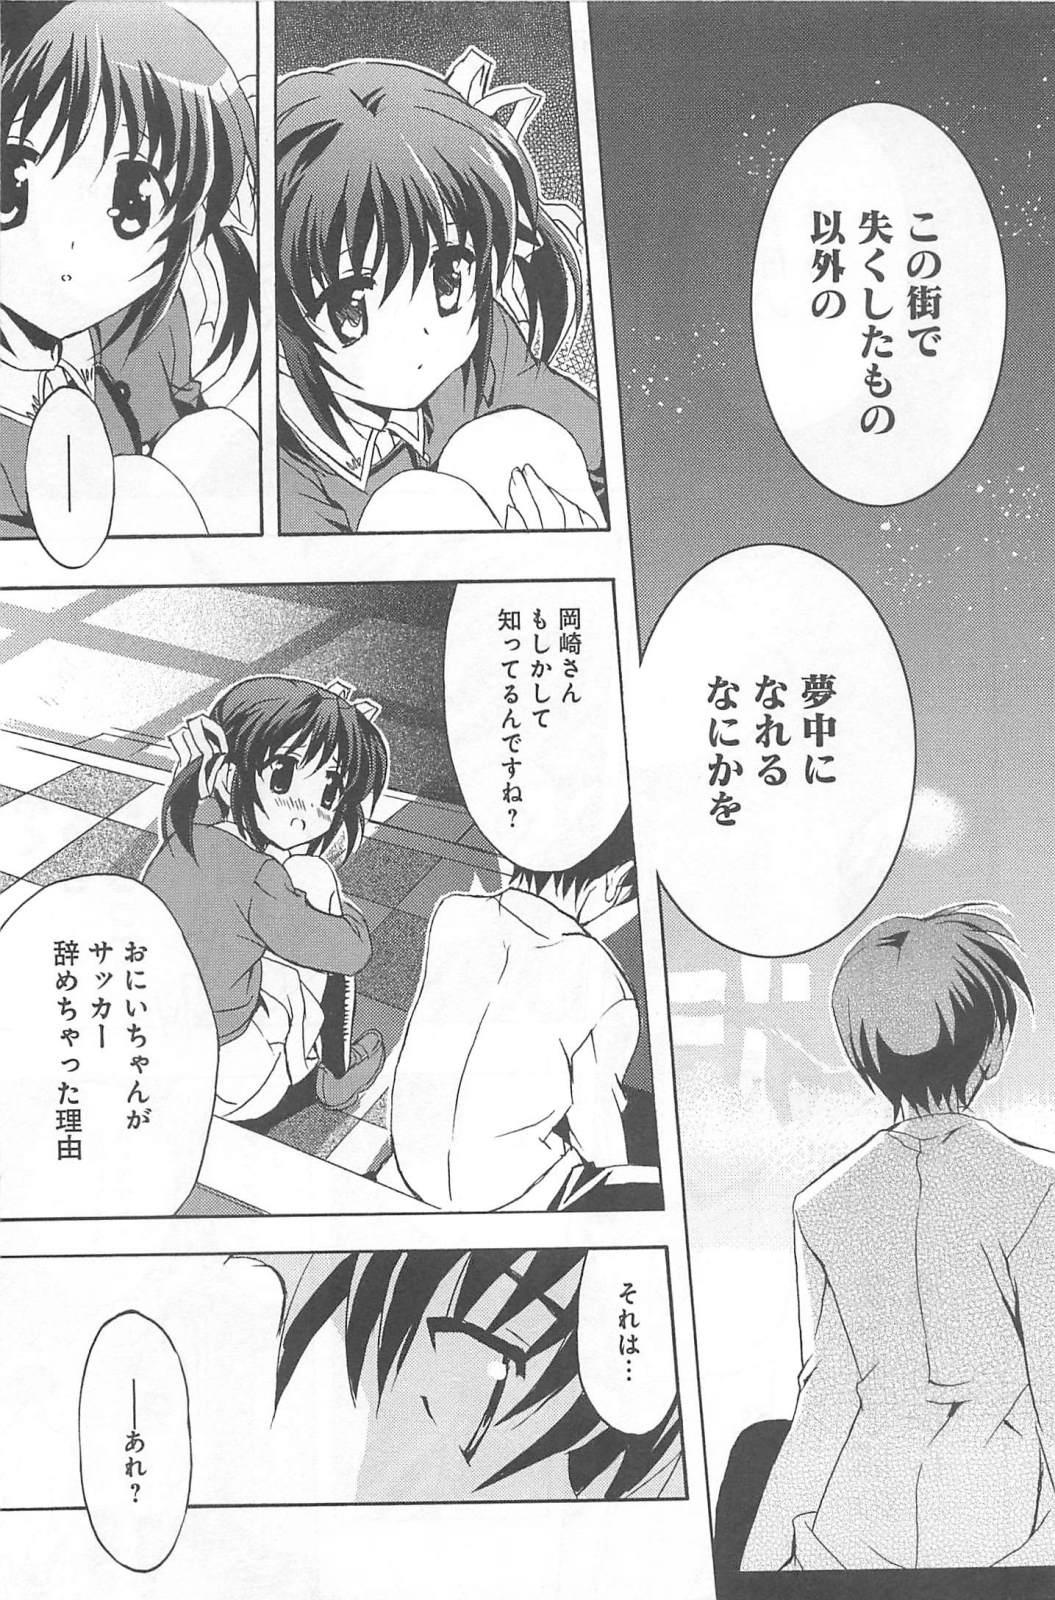 この街で
失くしたもの
以外の
夢中に
なれる
なにかを
――
岡崎さん
もしかして
知ってるんですね?
おにいちゃんが
サッカー
辞めちゃった理由
それは…
――あれ?